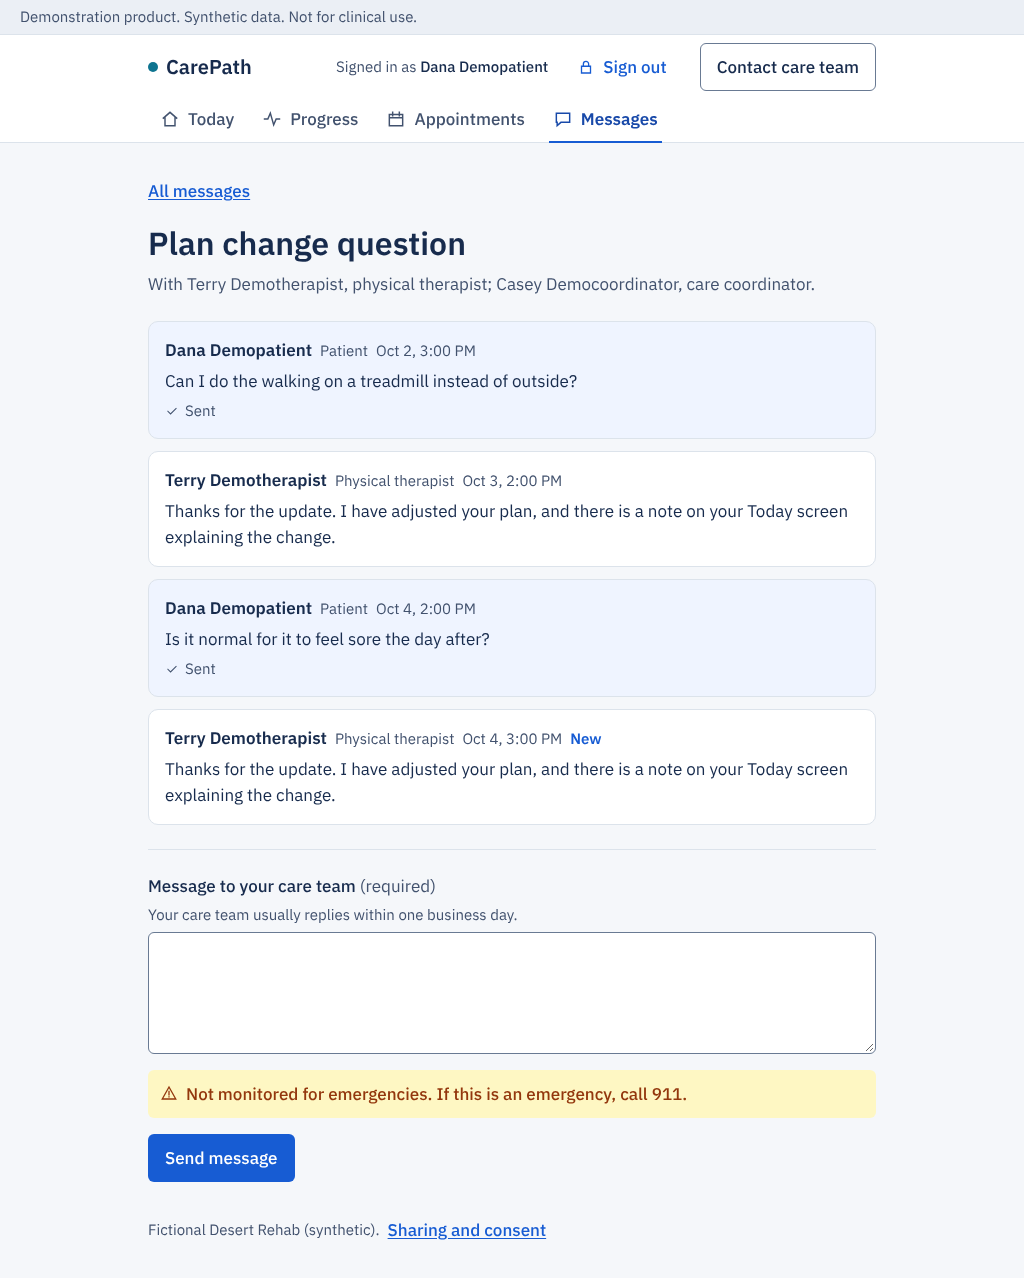 Demonstration product. Synthetic data. Not for clinical use.
CarePath
Signed in as Dana Demopatient
Sign out
Contact care team
Today
Progress
Appointments
Messages
All messages
Plan change question
With Terry Demotherapist, physical therapist; Casey Democoordinator, care coordinator.
Dana Demopatient Patient Oct 2, 3:00 PM
Can I do the walking on a treadmill instead of outside?
Sent
Terry Demotherapist Physical therapist Oct 3, 2:00 PM
Thanks for the update. I have adjusted your plan, and there is a note on your Today screen
explaining the change.
Dana Demopatient Patient Oct 4, 2:00 PM
Is it normal for it to feel sore the day after?
Sent
Terry Demotherapist Physical therapist Oct 4, 3:00 PM New
Thanks for the update. I have adjusted your plan, and there is a note on your Today screen
explaining the change.
Message to your care team (required)
Your care team usually replies within one business day.
Not monitored for emergencies. If this is an emergency, call 911.
Send message
Fictional Desert Rehab (synthetic). Sharing and consent